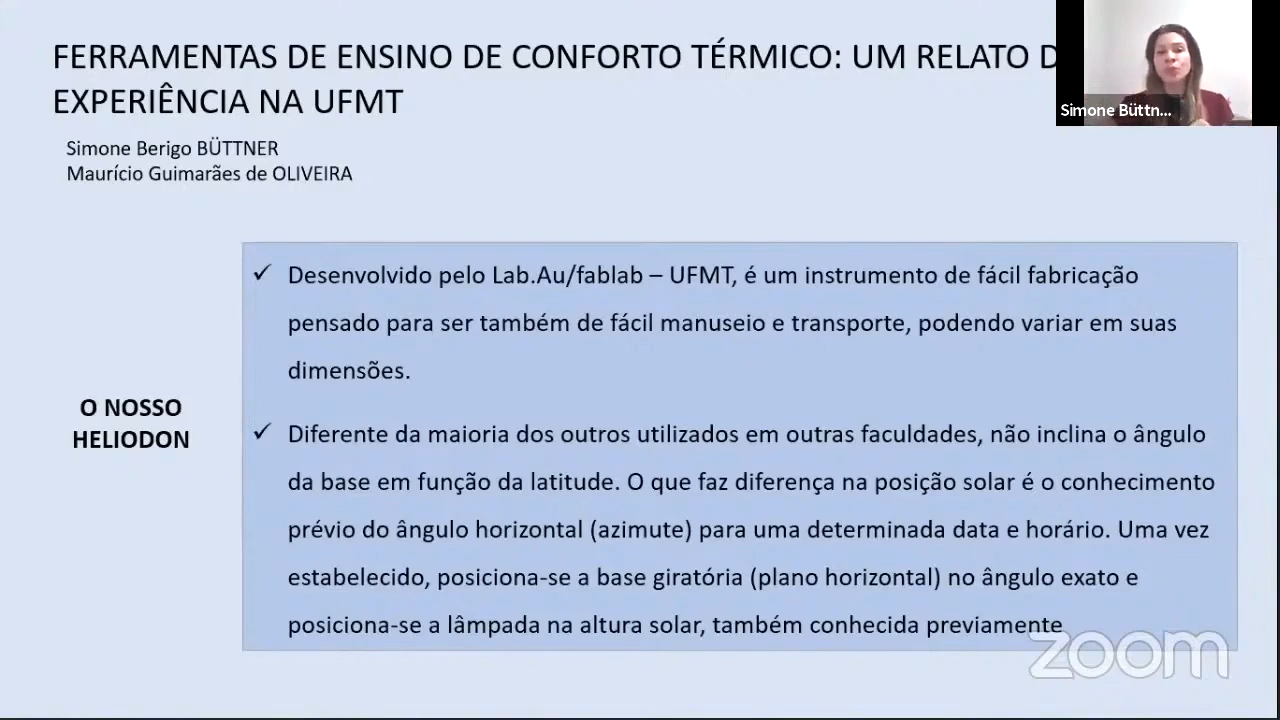 FERRAMENTAS DE ENSINO DE CONFORTO TÉRMICO: UM RELATO
EXPERIÊNCIA NA UFMT
Simone Büttn...
Simone Berigo BÜTTNER
Maurício Guimarães de OLIVEIRA
✓ Desenvolvido pelo Lab.Au/fablab – UFMT, é um instrumento de fácil fabricação
pensado para ser também de fácil manuseio e transporte, podendo variar em suas
dimensões.
O NOSSO
HELIODON
✓ Diferente da maioria dos outros utilizados em outras faculdades, não inclina o ângulo
da base em função da latitude. O que faz diferença na posição solar é o conhecimento
prévio do ângulo horizontal (azimute) para uma determinada data e horário. Uma vez
estabelecido, posiciona-se a base giratória (plano horizontal) no ângulo exato e
posiciona-se a lâmpada na altura solar, também conhecida previamente
zoom